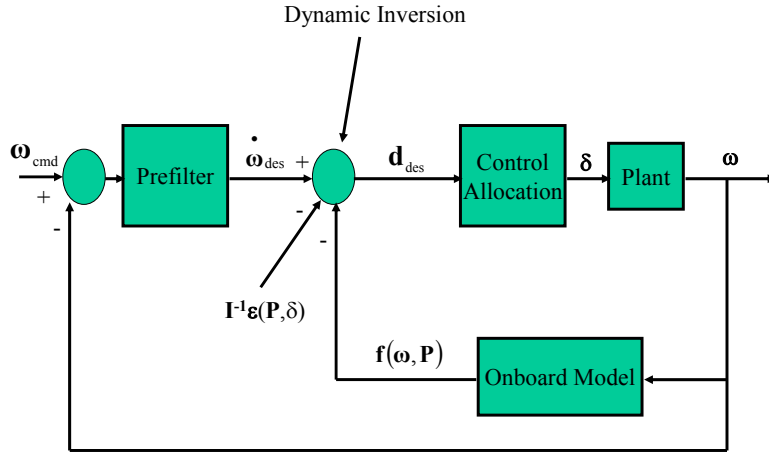 Dynamic Inversion
ω_cmd
+
-
Prefilter
ω̇_des
+
-
-
d_des
Control
Allocation
δ
Plant
ω
I⁻¹ε(P,δ)
f(ω,P)
Onboard Model